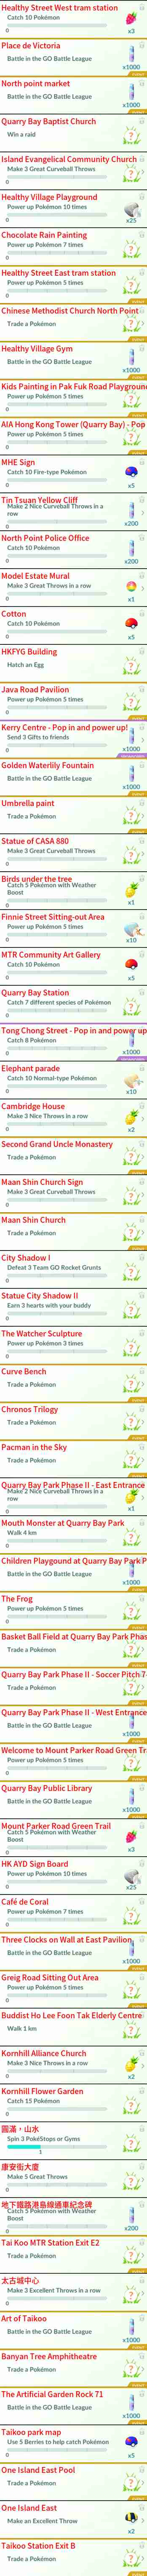 Healthy Street West tram station
Catch 10 Pokémon
0
x3
Place de Victoria
Battle in the GO Battle League
x1000
North point market
Battle in the GO Battle League
x1000
Quarry Bay Baptist Church
Win a raid
Island Evangelical Community Church
Make 3 Great Curveball Throws
0
Healthy Village Playground
Power up Pokémon 10 times
0
x25
Chocolate Rain Painting
Power up Pokémon 7 times
0
Healthy Street East tram station
Power up Pokémon 5 times
0
Chinese Methodist Church North Point
Trade a Pokémon
Healthy Village Gym
Battle in the GO Battle League
x1000
Kids Painting in Pak Fuk Road Playground
Power up Pokémon 5 times
0
AIA Hong Kong Tower (Quarry Bay) - Pop
Power up Pokémon 5 times
0
MHE Sign
Catch 10 Fire-type Pokémon
0
x5
Tin Tsuan Yellow Cliff
Make 2 Nice Curveball Throws in a
row
0
x200
North Point Police Office
Catch 10 Pokémon
0
x200
Model Estate Mural
Make 3 Great Throws in a row
0
x1
Cotton
Catch 10 Pokémon
0
x5
HKFYG Building
Hatch an Egg
Java Road Pavilion
Power up Pokémon 5 times
0
Kerry Centre - Pop in and power up!
Send 3 Gifts to friends
0
x1000
Golden Waterlily Fountain
Battle in the GO Battle League
x1000
Umbrella paint
Trade a Pokémon
Statue of CASA 880
Make 3 Great Curveball Throws
0
Birds under the tree
Catch 5 Pokémon with Weather
Boost
0
x1
Finnie Street Sitting-out Area
Power up Pokémon 5 times
0
x10
MTR Community Art Gallery
Catch 10 Pokémon
0
x5
Quarry Bay Station
Catch 7 different species of Pokémon
0
Tong Chong Street - Pop in and power up
Catch 8 Pokémon
0
x1000
Elephant parade
Catch 10 Normal-type Pokémon
0
x10
Cambridge House
Make 3 Nice Throws in a row
0
x2
Second Grand Uncle Monastery
Trade a Pokémon
Maan Shin Church Sign
Make 3 Great Curveball Throws
0
Maan Shin Church
Trade a Pokémon
City Shadow I
Defeat 3 Team GO Rocket Grunts
0
Statue City Shadow II
Earn 3 hearts with your buddy
0
The Watcher Sculpture
Power up Pokémon 3 times
0
Curve Bench
Trade a Pokémon
Chronos Trilogy
Trade a Pokémon
Pacman in the Sky
Trade a Pokémon
Quarry Bay Park Phase II - East Entrance
Make 2 Nice Curveball Throws in a
row
0
x1
Mouth Monster at Quarry Bay Park
Walk 4 km
0
Children Playgound at Quarry Bay Park P
Battle in the GO Battle League
x1000
The Frog
Power up Pokémon 5 times
0
Basket Ball Field at Quarry Bay Park Phas
Trade a Pokémon
Quarry Bay Park Phase II - Soccer Pitch 7-
Trade a Pokémon
Quarry Bay Park Phase II - West Entrance
Battle in the GO Battle League
x1000
Welcome to Mount Parker Road Green Tr
Power up Pokémon 5 times
0
Quarry Bay Public Library
Battle in the GO Battle League
x1000
Mount Parker Road Green Trail
Catch 5 Pokémon with Weather
Boost
0
x3
HK AYD Sign Board
Power up Pokémon 10 times
0
x25
Café de Coral
Power up Pokémon 7 times
0
Three Clocks on Wall at East Pavilion,
Battle in the GO Battle League
x1000
Greig Road Sitting Out Area
Power up Pokémon 5 times
0
Buddist Ho Lee Foon Tak Elderly Centre
Walk 1 km
Kornhill Alliance Church
Make 3 Nice Throws in a row
0
x2
Kornhill Flower Garden
Catch 15 Pokémon
0
圓滿，山水
Spin 3 PokéStops or Gyms
1
康安街大廈
Make 5 Great Throws
0
地下鐵路港島線通車紀念碑
Catch 5 Pokémon with Weather
Boost
0
x200
Tai Koo MTR Station Exit E2
Trade a Pokémon
太古城中心
Make 3 Excellent Throws in a row
0
Art of Taikoo
Battle in the GO Battle League
x1000
Banyan Tree Amphitheatre
Trade a Pokémon
The Artificial Garden Rock 71
Battle in the GO Battle League
x1000
Taikoo park map
Use 5 Berries to help catch Pokémon
0
x5
One Island East Pool
Trade a Pokémon
One Island East
Make an Excellent Throw
x2
Taikoo Station Exit B
Trade a Pokémon